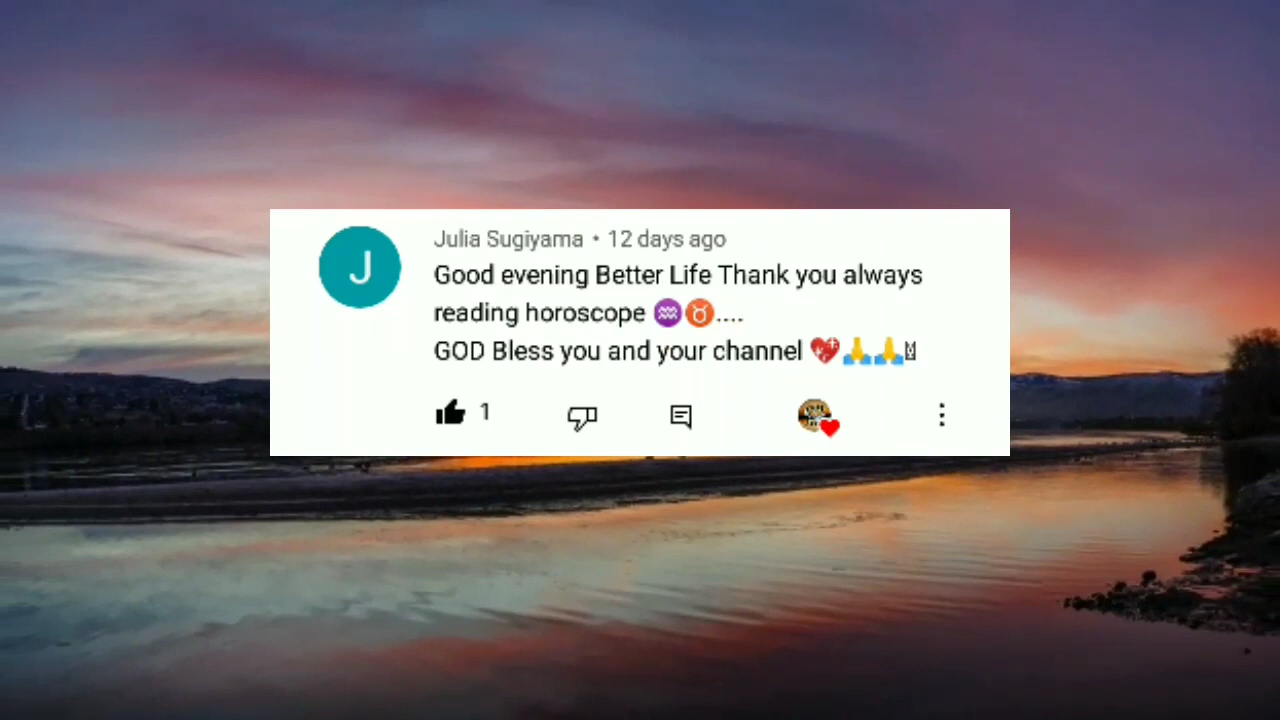 J
Julia Sugiyama • 12 days ago
Good evening Better Life Thank you always
reading horoscope ♒♉....
GOD Bless you and your channel 💖🙏🙏
1